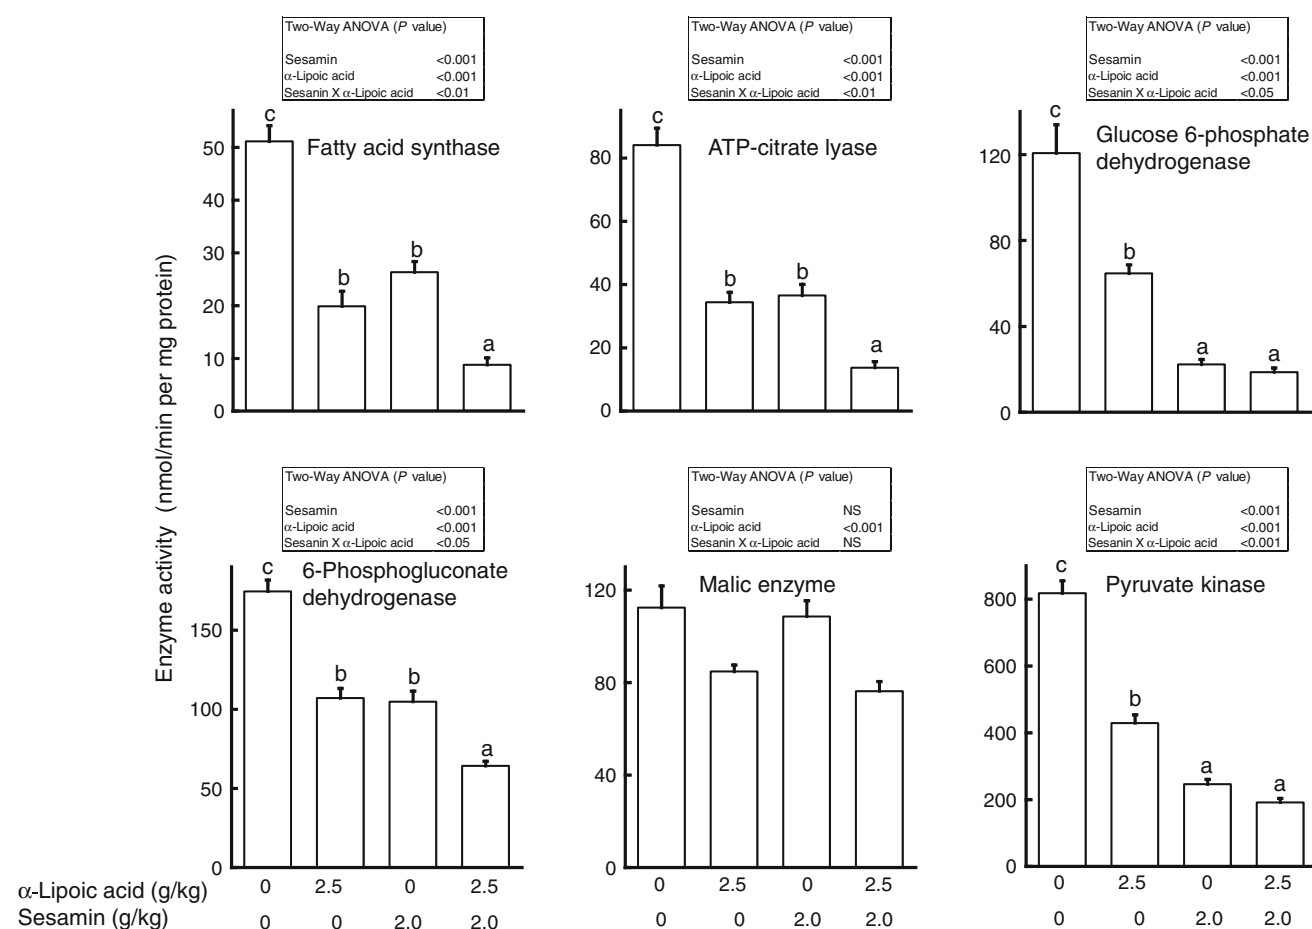 Two-Way ANOVA (P value)
Sesamin <0.001
α-Lipoic acid <0.001
Sesanin X α-Lipoic acid <0.01
Two-Way ANOVA (P value)
Sesamin <0.001
α-Lipoic acid <0.001
Sesanin X α-Lipoic acid <0.01
Two-Way ANOVA (P value)
Sesamin <0.001
α-Lipoic acid <0.001
Sesanin X α-Lipoic acid <0.05
Enzyme activity (nmol/min per mg protein)
Fatty acid synthase
50
40
30
20
10
0
c
b
b
a
ATP-citrate lyase
80
60
40
20
0
c
b
b
a
Glucose 6-phosphate
dehydrogenase
120
80
40
0
c
b
a
a
Two-Way ANOVA (P value)
Sesamin <0.001
α-Lipoic acid <0.001
Sesanin X α-Lipoic acid <0.05
Two-Way ANOVA (P value)
Sesamin NS
α-Lipoic acid <0.001
Sesanin X α-Lipoic acid NS
Two-Way ANOVA (P value)
Sesamin <0.001
α-Lipoic acid <0.001
Sesanin X α-Lipoic acid <0.001
6-Phosphogluconate
dehydrogenase
150
100
50
0
c
b
b
a
Malic enzyme
120
80
40
0
Pyruvate kinase
800
600
400
200
0
c
b
a
a
α-Lipoic acid (g/kg) 0 2.5 0 2.5 0 2.5 0 2.5 0 2.5 0 2.5
Sesamin (g/kg) 0 0 2.0 2.0 0 0 2.0 2.0 0 0 2.0 2.0